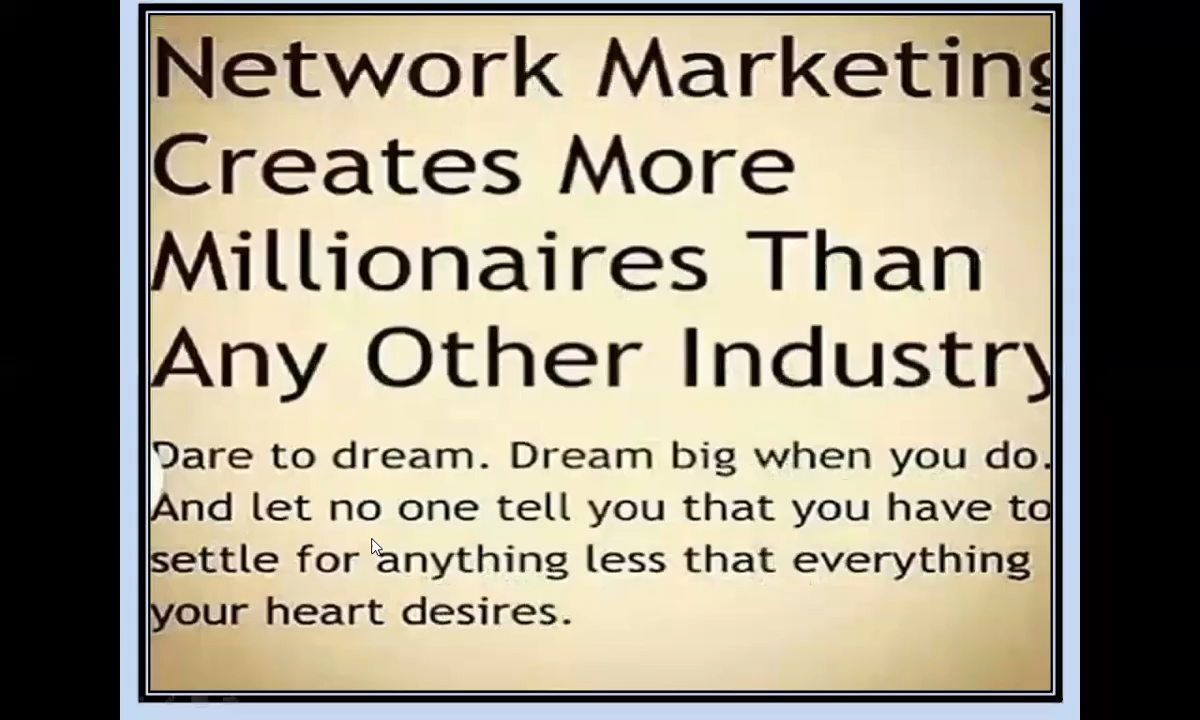 Network Marketing
Creates More
Millionaires Than
Any Other Industry
Dare to dream. Dream big when you do.
And let no one tell you that you have to
settle for anything less that everything
your heart desires.